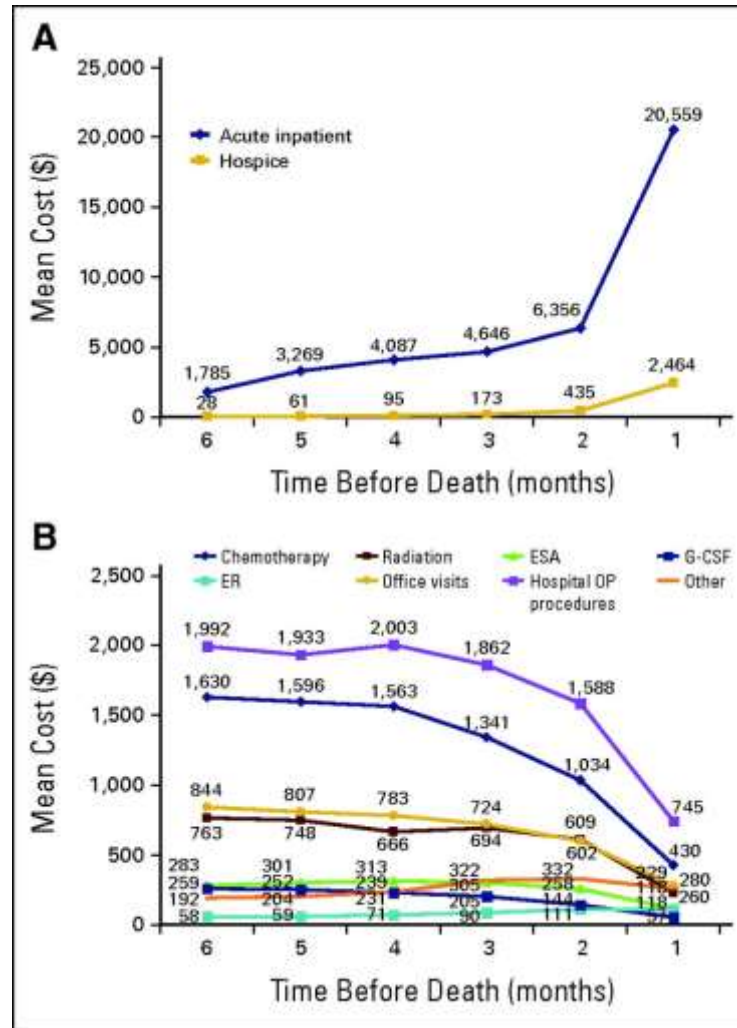 A
25,000
20,000
15,000
10,000
5,000
0
Mean Cost ($)
Acute inpatient
Hospice
20,559
6,356
4,646
4,087
3,269
1,785
2,464
435
173
95
61
28
6 5 4 3 2 1
Time Before Death (months)
B
Chemotherapy Radiation ESA G-CSF
ER Office visits Hospital OP Other
procedures
2,500
2,000
1,500
1,000
500
0
Mean Cost ($)
1,992 1,933 2,003 1,862 1,588 745
1,630 1,596 1,563 1,341 1,034 430
844 807 783 724 609
763 748 666 694 602
283 301 313 322 332 229 280
259 252 239 305 258 118 260
192 204 231 205 144
58 59 71 90 111
6 5 4 3 2 1
Time Before Death (months)